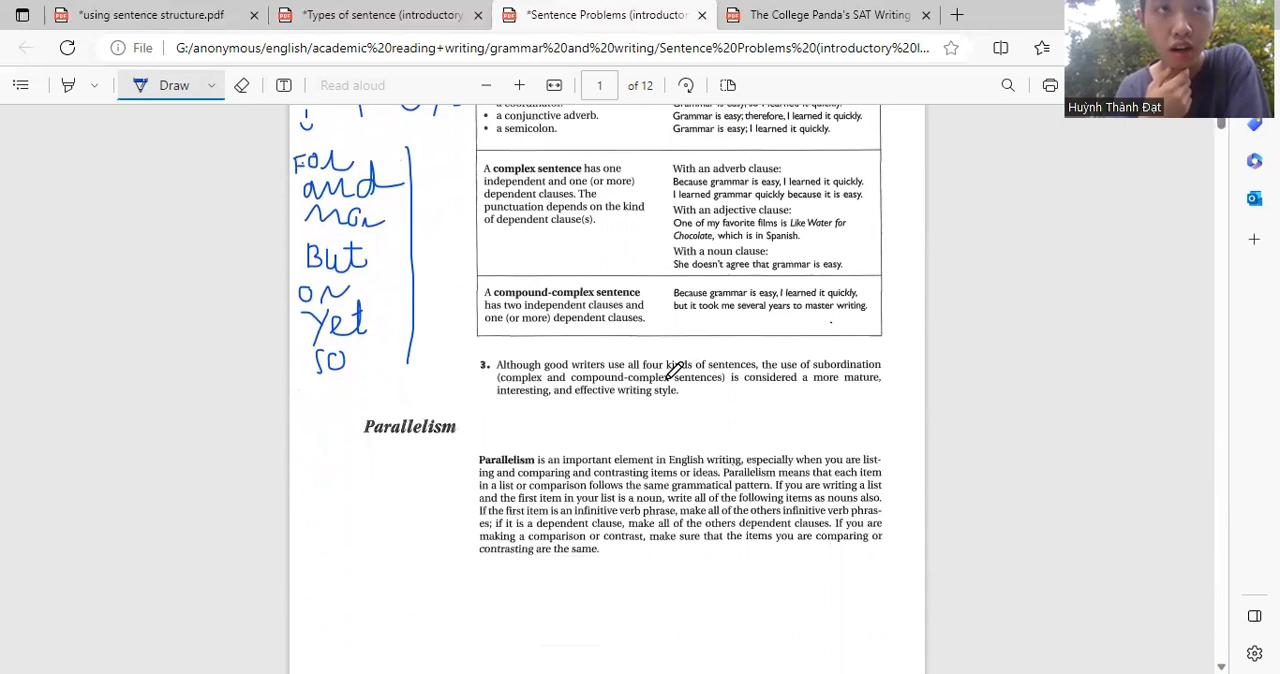 *using sentence structure.pdf
*Types of sentence (introductory
*Sentence Problems (introductor
The College Panda's SAT Writing
File
G:/anonymous/english/academic%20reading+writing/grammar%20and%20writing/Sentence%20Problems%20(introductory%20l...
Draw
Read aloud
1
of 12
Huỳnh Thành Đạt
a coordinator.
Grammar is easy, so I learned it quickly.
• a conjunctive adverb.
Grammar is easy; therefore, I learned it quickly.
• a semicolon.
Grammar is easy; I learned it quickly.
For
and
nor
But
or
Yet
so
A complex sentence has one
independent and one (or more)
dependent clauses. The
punctuation depends on the kind
of dependent clause(s).
With an adverb clause:
Because grammar is easy, I learned it quickly.
I learned grammar quickly because it is easy.
With an adjective clause:
One of my favorite films is Like Water for
Chocolate, which is in Spanish.
With a noun clause:
She doesn't agree that grammar is easy.
A compound-complex sentence
has two independent clauses and
one (or more) dependent clauses.
Because grammar is easy, I learned it quickly,
but it took me several years to master writing.
3. Although good writers use all four kinds of sentences, the use of subordination
(complex and compound-complex sentences) is considered a more mature,
interesting, and effective writing style.
Parallelism
Parallelism is an important element in English writing, especially when you are list-
ing and comparing and contrasting items or ideas. Parallelism means that each item
in a list or comparison follows the same grammatical pattern. If you are writing a list
and the first item in your list is a noun, write all of the following items as nouns also.
If the first item is an infinitive verb phrase, make all of the others infinitive verb phras-
es; if it is a dependent clause, make all of the others dependent clauses. If you are
making a comparison or contrast, make sure that the items you are comparing or
contrasting are the same.